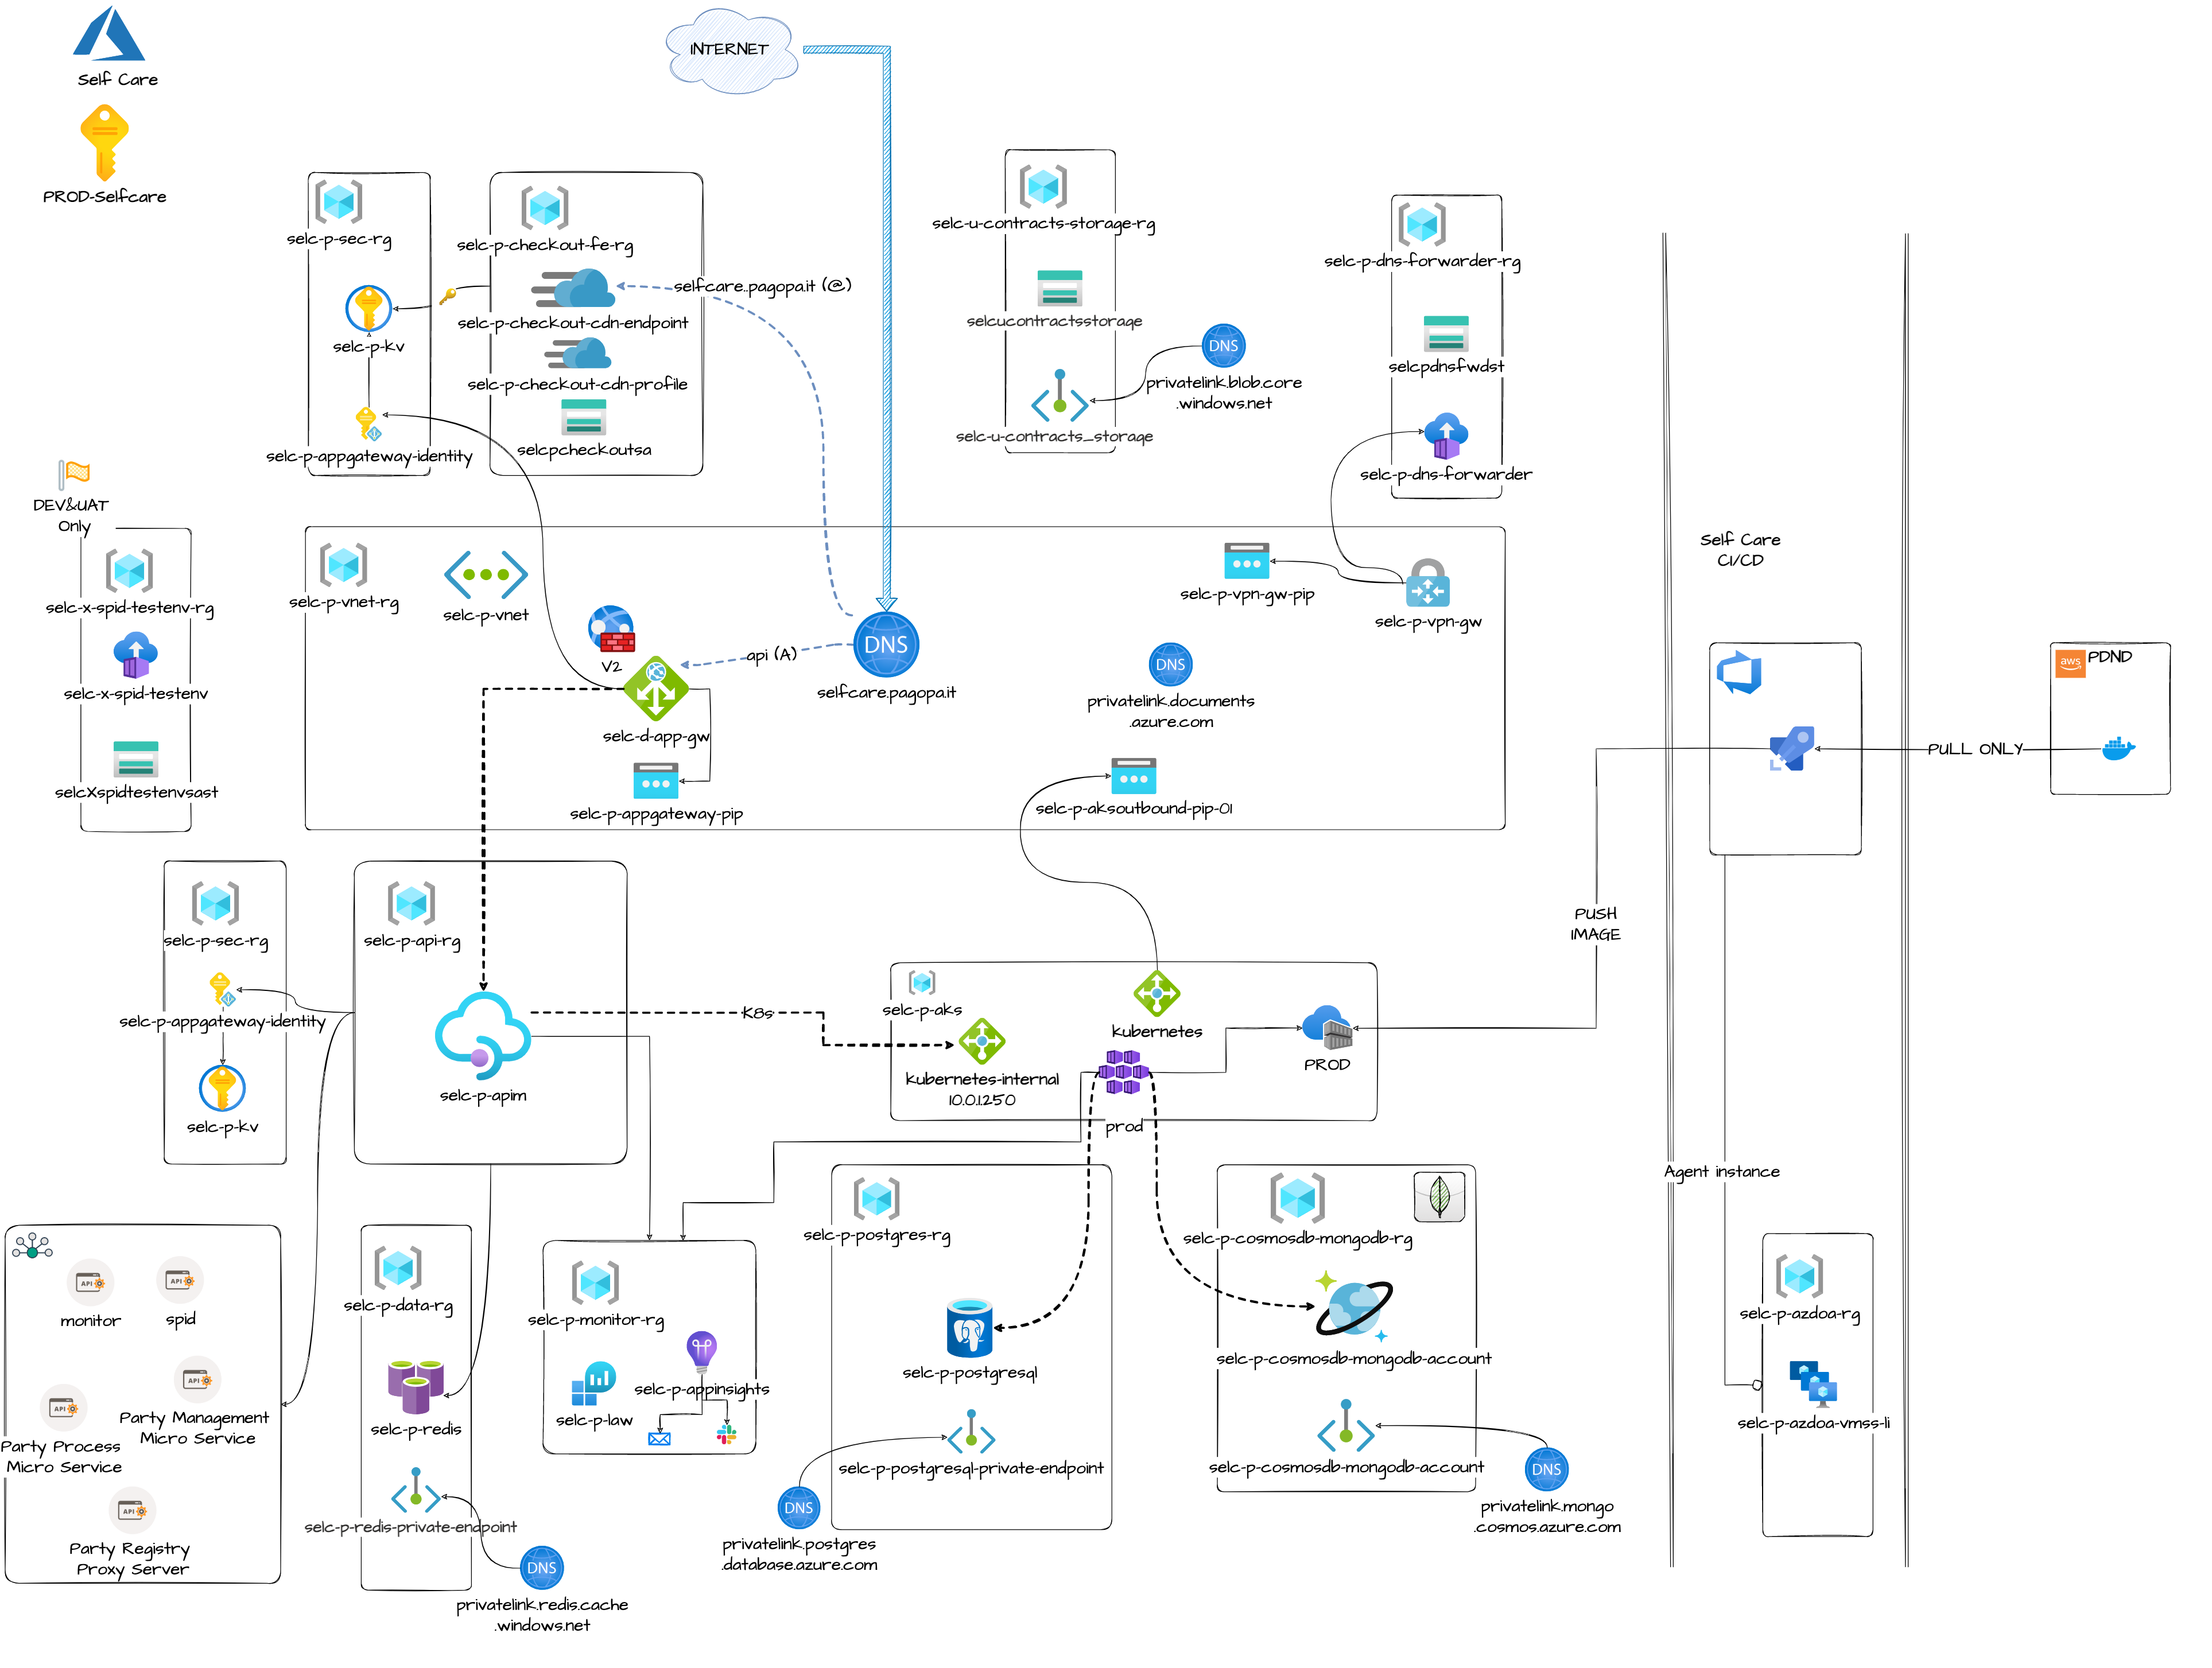 INTERNET
Self Care
PROD-Selfcare
selc-p-sec-rg
selc-p-kv
selc-p-appgateway-identity
selc-p-checkout-fe-rg
selc-p-checkout-cdn-endpoint
selc-p-checkout-cdn-profile
selcpcheckoutsa
selfcare..pagopa.it (@)
selc-u-contracts-storage-rg
selcucontractsstorage
selc-u-contracts_storage
DNS
privatelink.blob.core
.windows.net
selc-p-dns-forwarder-rg
selcpdnsfwdst
selc-p-dns-forwarder
DEV&UAT
Only
selc-x-spid-testenv-rg
selc-x-spid-testenv
selcXspidtestenvsast
selc-p-vnet-rg
selc-p-vnet
V2
selc-d-app-gw
selc-p-appgateway-pip
api (A)
DNS
selfcare.pagopa.it
selc-p-vpn-gw-pip
selc-p-vpn-gw
DNS
privatelink.documents
.azure.com
selc-p-aksoutbound-pip-01
Self Care
CI/CD
aws
PDND
PULL ONLY
PUSH
IMAGE
Agent instance
selc-p-sec-rg
selc-p-appgateway-identity
selc-p-kv
selc-p-api-rg
selc-p-apim
K8s
selc-p-aks
kubernetes-internal
10.0.1.250
kubernetes
prod
PROD
API
monitor
API
spid
API
Party Management
Micro Service
API
Party Process
Micro Service
API
Party Registry
Proxy Server
selc-p-data-rg
selc-p-redis
selc-p-redis-private-endpoint
DNS
privatelink.redis.cache
.windows.net
selc-p-monitor-rg
selc-p-appinsights
selc-p-law
selc-p-postgres-rg
selc-p-postgresql
selc-p-postgresql-private-endpoint
DNS
privatelink.postgres
.database.azure.com
selc-p-cosmosdb-mongodb-rg
selc-p-cosmosdb-mongodb-account
selc-p-cosmosdb-mongodb-account
DNS
privatelink.mongo
.cosmos.azure.com
selc-p-azdoa-rg
selc-p-azdoa-vmss-li